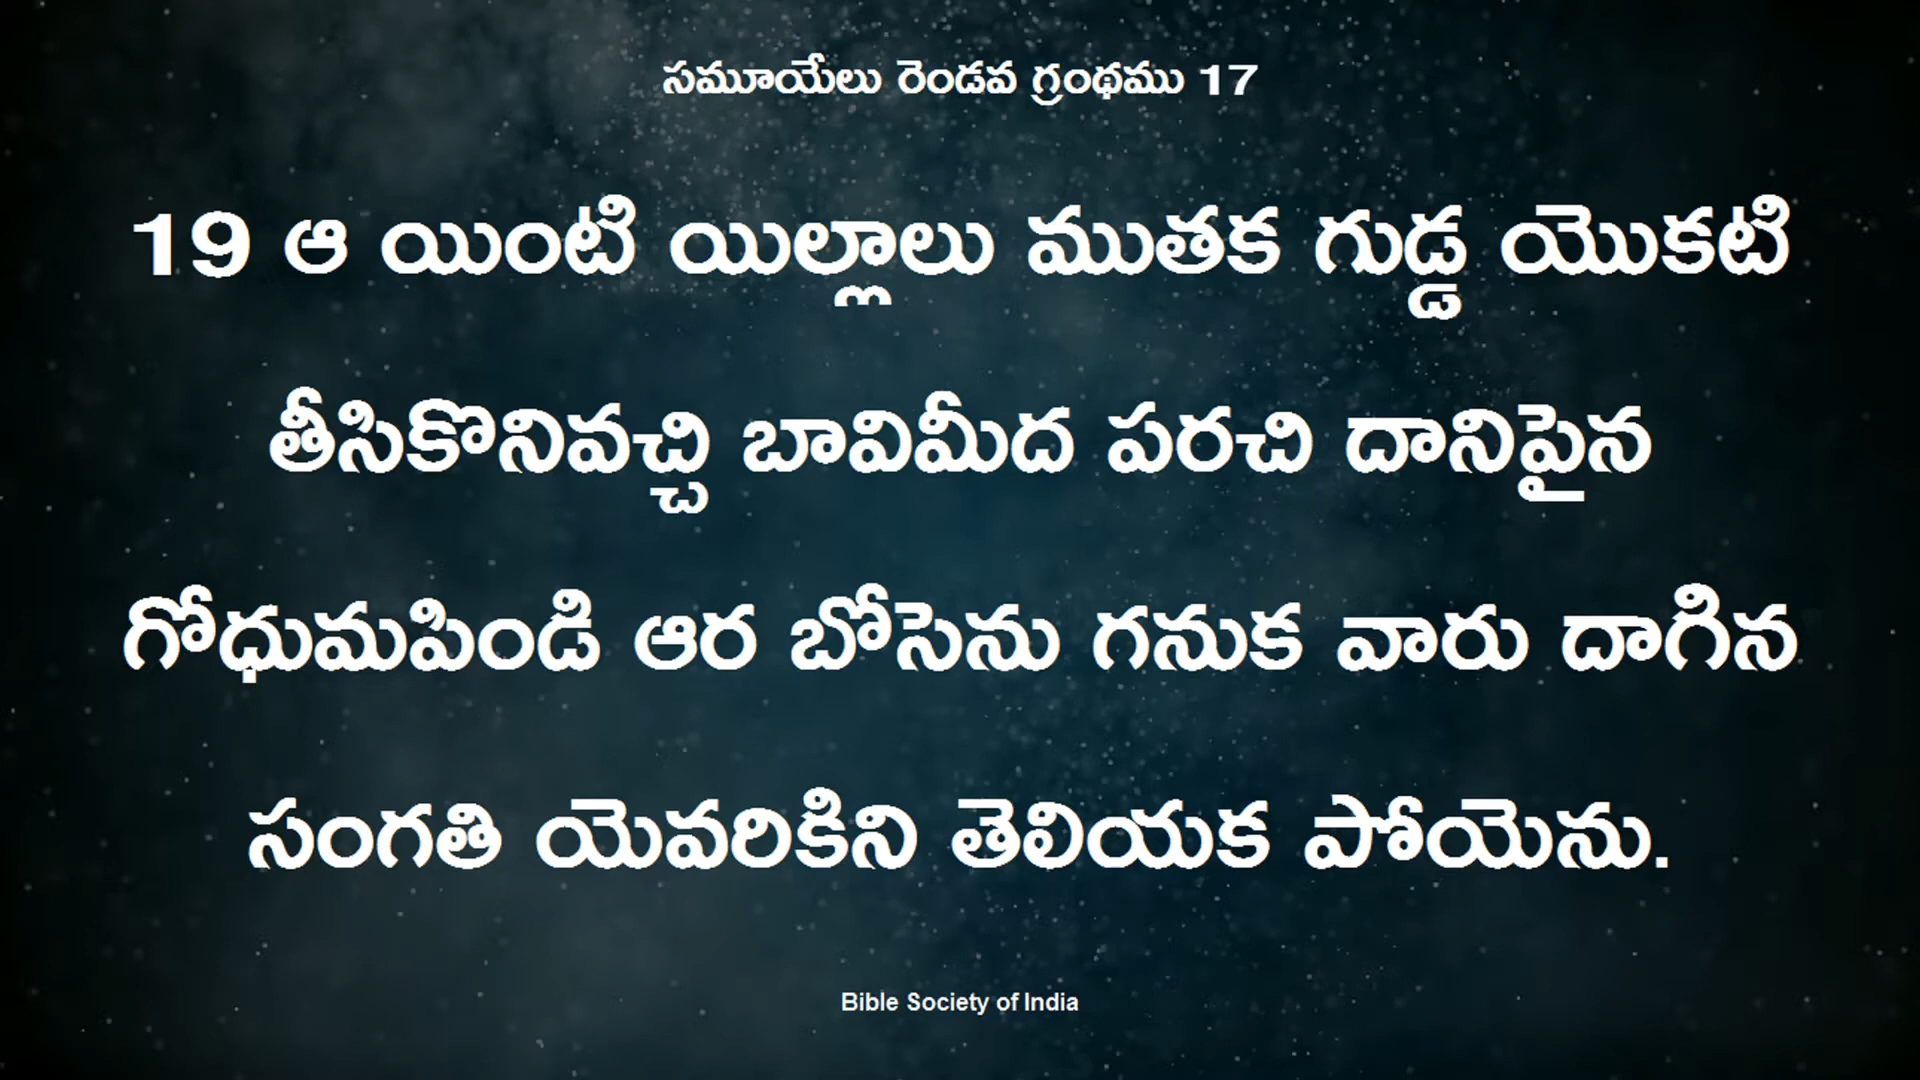 సమూయేలు రెండవ గ్రంథము 17
19 ఆ యింటి యిల్లాలు ముతక గుడ్డ యొకటి
తీసికొనివచ్చి బావిమీద పరచి దానిపైన
గోధుమపిండి ఆర బోసెను గనుక వారు దాగిన
సంగతి యెవరికిని తెలియక పోయెను.
Bible Society of India